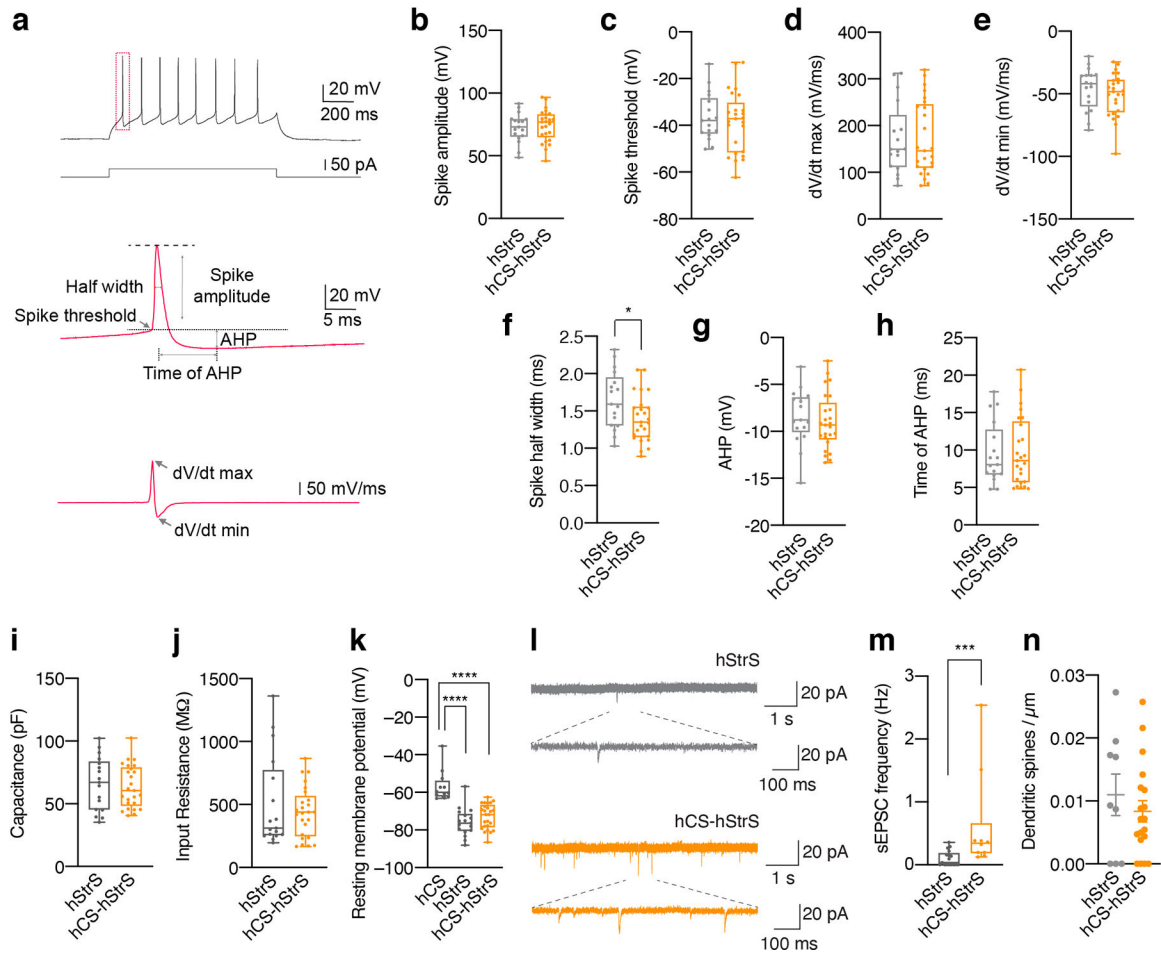 a
20 mV
200 ms
50 pA
Half width
Spike
amplitude
Spike threshold
AHP
Time of AHP
20 mV
5 ms
dV/dt max
50 mV/ms
dV/dt min
b
Spike amplitude (mV)
150
100
50
0
hStrS
hCS-hStrS
c
Spike threshold (mV)
0
−20
−40
−60
−80
hStrS
hCS-hStrS
d
dV/dt max (mV/ms)
400
300
200
100
0
hStrS
hCS-hStrS
e
dV/dt min (mV/ms)
0
−50
−100
−150
hStrS
hCS-hStrS
f
Spike half width (ms)
2.5
2.0
1.5
1.0
0.5
0.0
*
hStrS
hCS-hStrS
g
AHP (mV)
0
−5
−10
−15
−20
hStrS
hCS-hStrS
h
Time of AHP (ms)
25
20
15
10
5
0
hStrS
hCS-hStrS
i
Capacitance (pF)
150
100
50
0
hStrS
hCS-hStrS
j
Input Resistance (MΩ)
1500
1000
500
0
hStrS
hCS-hStrS
k
Resting membrane potential (mV)
0
−20
−40
−60
−80
−100
****
****
hCS
hStrS
hCS-hStrS
l
hStrS
20 pA
1 s
20 pA
100 ms
hCS-hStrS
20 pA
1 s
20 pA
100 ms
m
sEPSC frequency (Hz)
3
2
1
0
***
hStrS
hCS-hStrS
n
Dendritic spines / µm
0.03
0.02
0.01
0.00
hStrS
hCS-hStrS